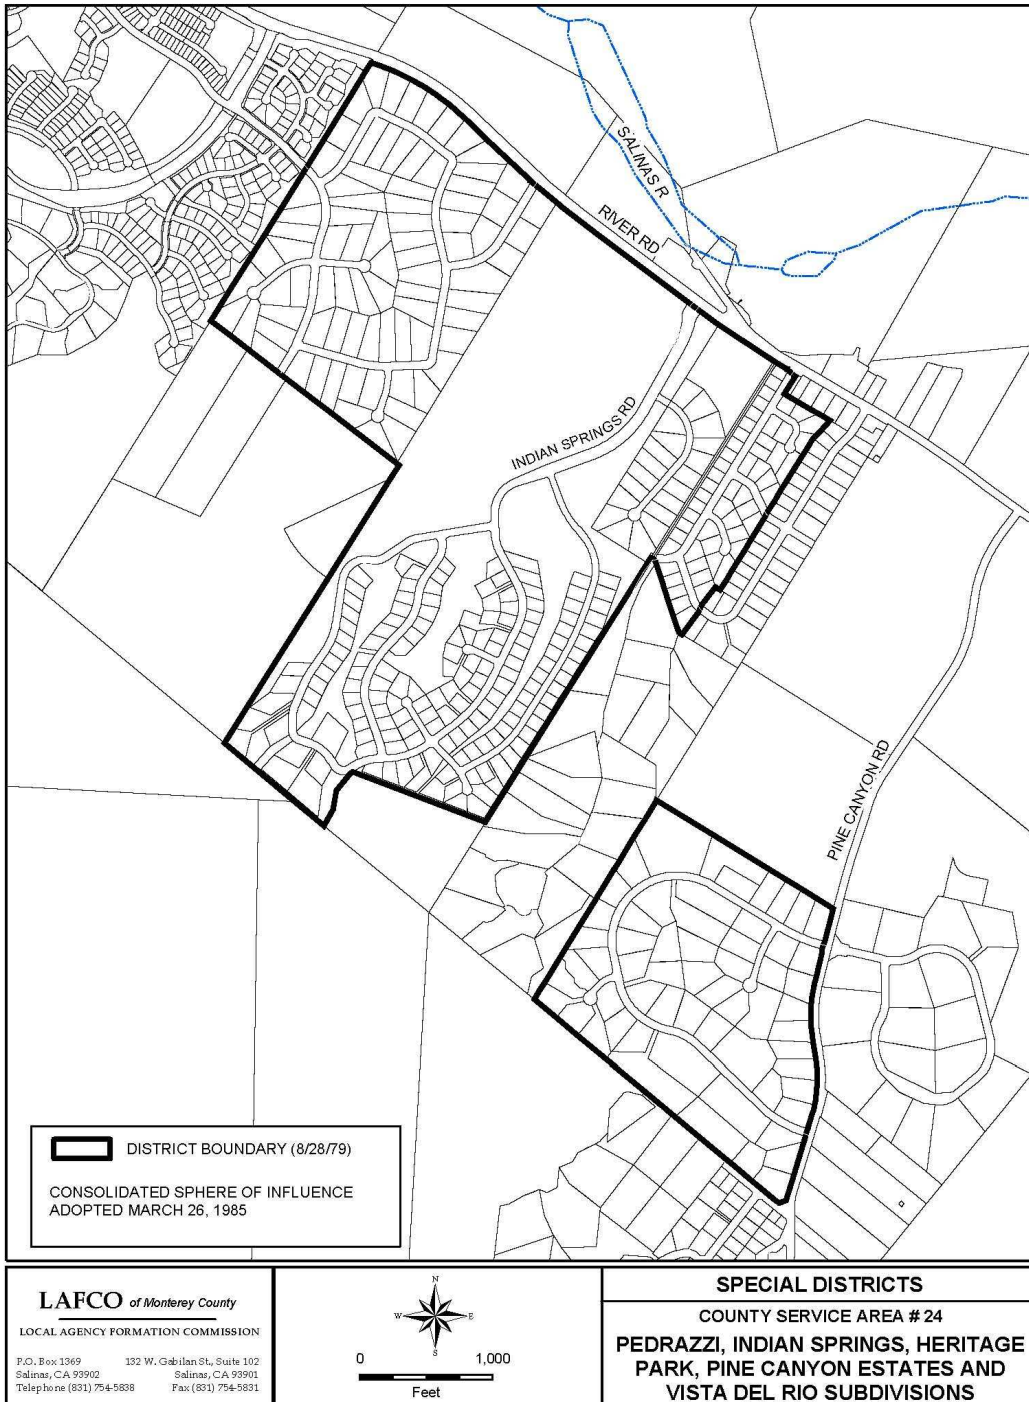 SALINAS R
RIVER RD
INDIAN SPRINGS RD
PINE CANYON RD
DISTRICT BOUNDARY (8/28/79)
CONSOLIDATED SPHERE OF INFLUENCE
ADOPTED MARCH 26, 1985
LAFCO of Monterey County
LOCAL AGENCY FORMATION COMMISSION
P.O. Box 1369
Salinas, CA 93902
Telephone (831) 754-5838
132 W. Gabilan St., Suite 102
Salinas, CA 93901
Fax (831) 754-5831
N
W
E
S
0 1,000
Feet
SPECIAL DISTRICTS
COUNTY SERVICE AREA # 24
PEDRAZZI, INDIAN SPRINGS, HERITAGE
PARK, PINE CANYON ESTATES AND
VISTA DEL RIO SUBDIVISIONS